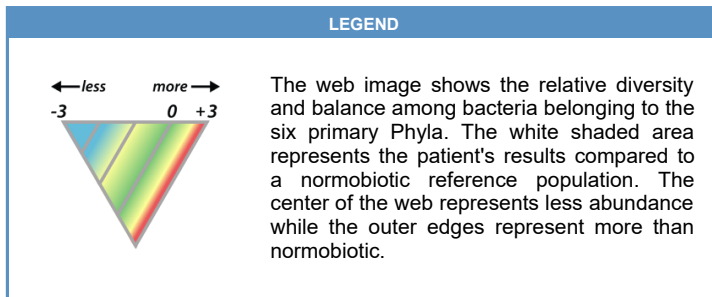 LEGEND
less more
-3 0 +3
The web image shows the relative diversity
and balance among bacteria belonging to the
six primary Phyla. The white shaded area
represents the patient's results compared to
a normobiotic reference population. The
center of the web represents less abundance
while the outer edges represent more than
normobiotic.